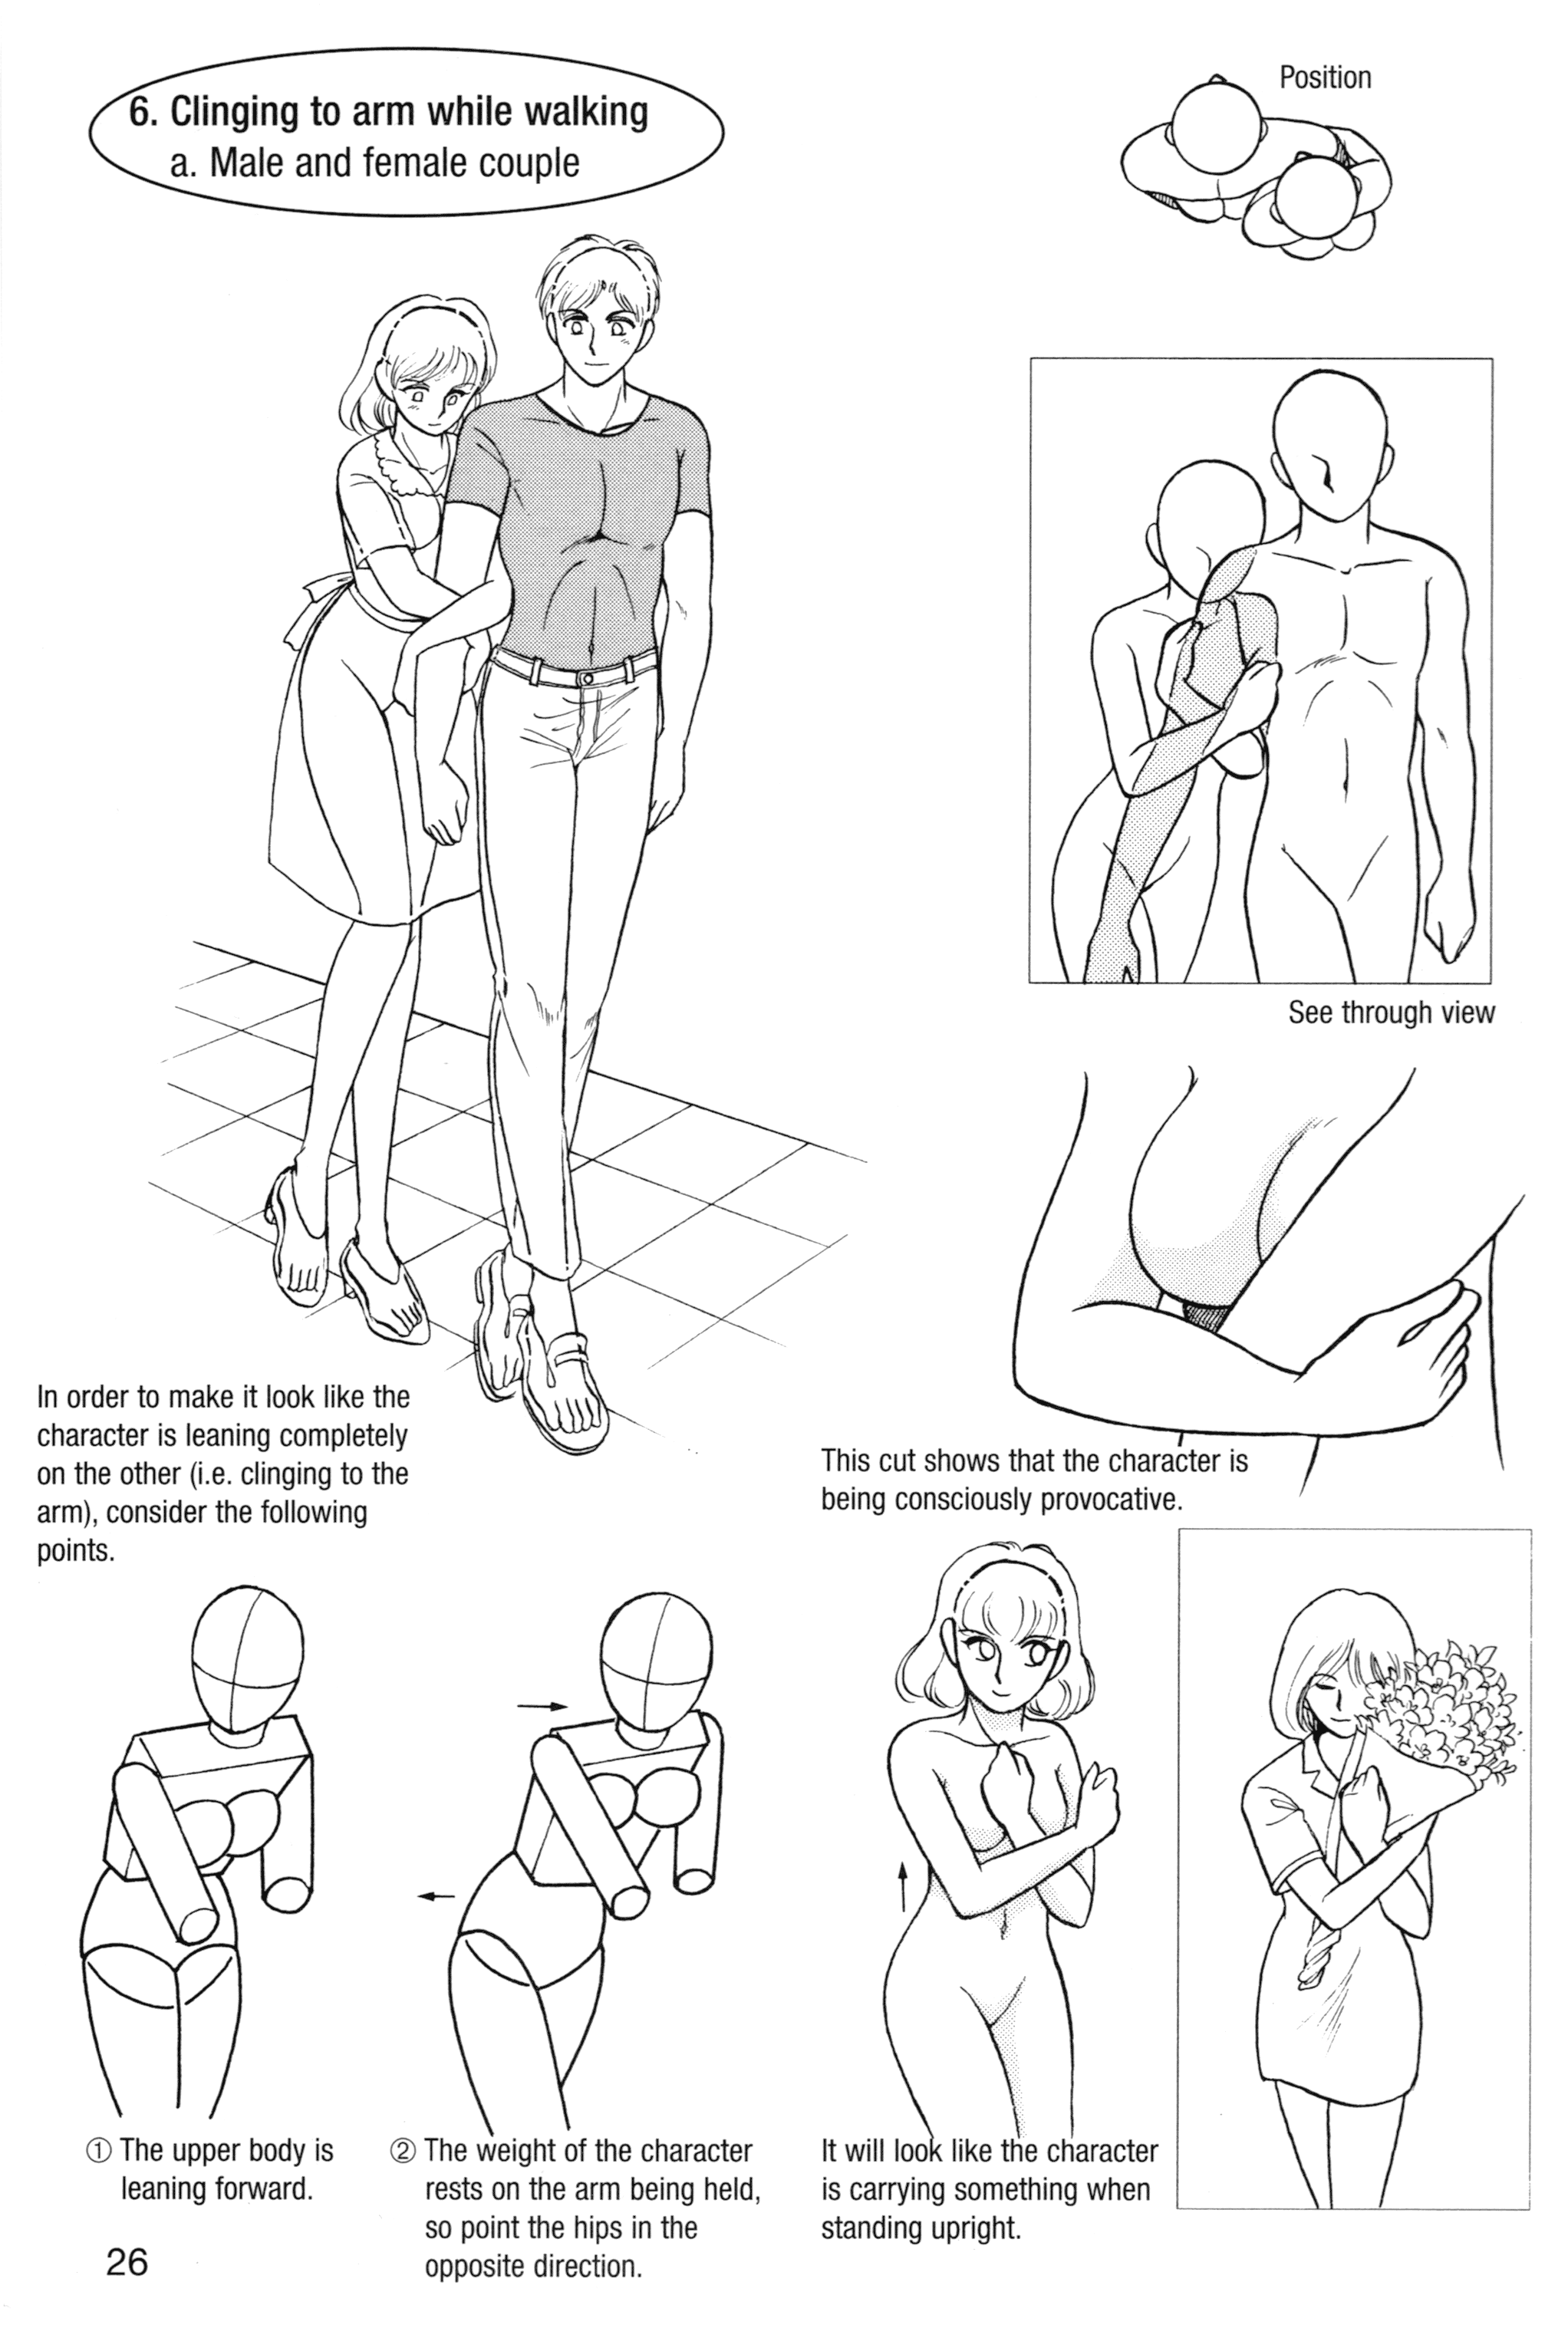 6. Clinging to arm while walking
a. Male and female couple
Position
See through view
In order to make it look like the
character is leaning completely
on the other (i.e. clinging to the
arm), consider the following
points.
This cut shows that the character is
being consciously provocative.
① The upper body is
leaning forward.
② The weight of the character
rests on the arm being held,
so point the hips in the
opposite direction.
It will look like the character
is carrying something when
standing upright.
26